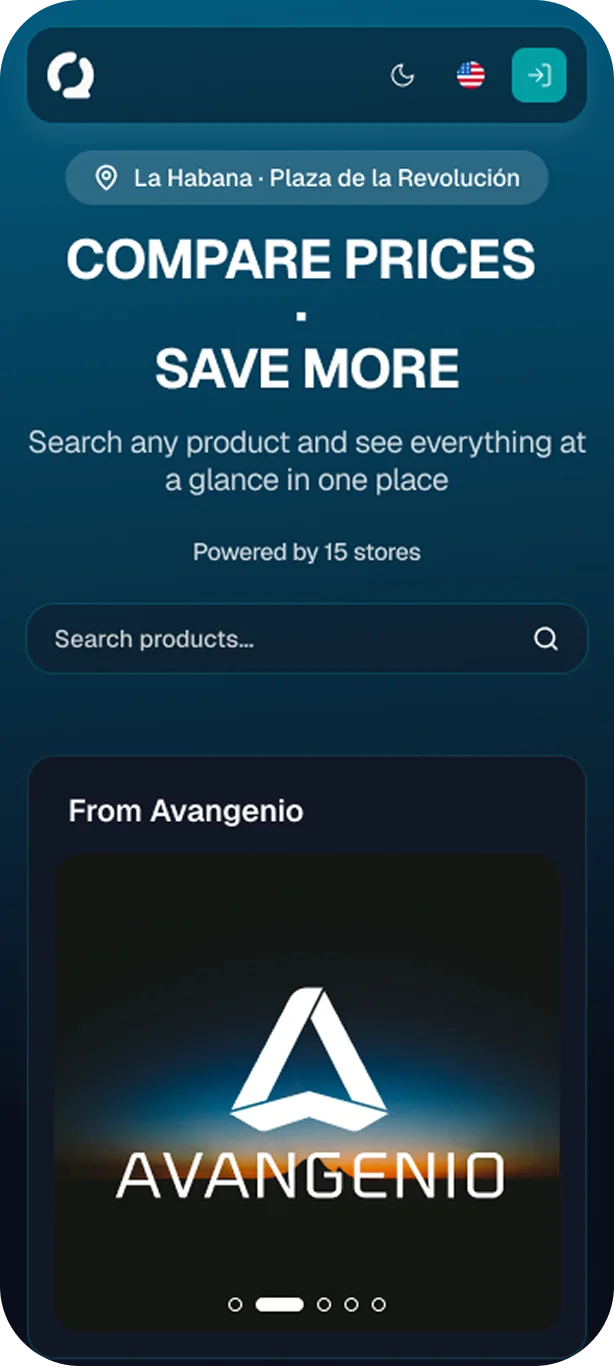 La Habana · Plaza de la Revolución
COMPARE PRICES
·
SAVE MORE
Search any product and see everything at
a glance in one place
Powered by 15 stores
Search products...
From Avangenio
AVANGENIO